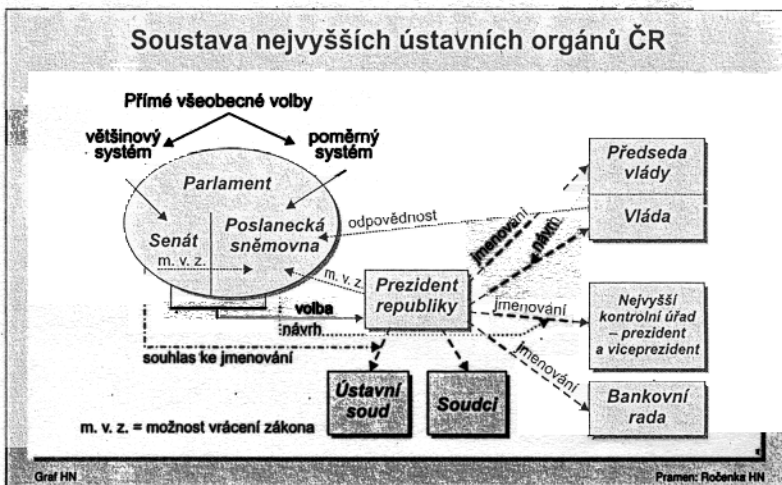 Soustava nejvyšších ústavních orgánů ČR
Přímé všeobecné volby
většinový
systém
poměrný
systém
Parlament
Senát
Poslanecká
sněmovna
m. v. z.
odpovědnost
Předseda
vlády
Vláda
jmenování
návrh
m. v. z.
Prezident
republiky
volba
návrh
souhlas ke jmenování
jmenování
Nejvyšší
kontrolní úřad
– prezident
a viceprezident
jmenování
Bankovní
rada
Ústavní
soud
Soudci
m. v. z. = možnost vrácení zákona
Graf HN
Pramen: Ročenka HN